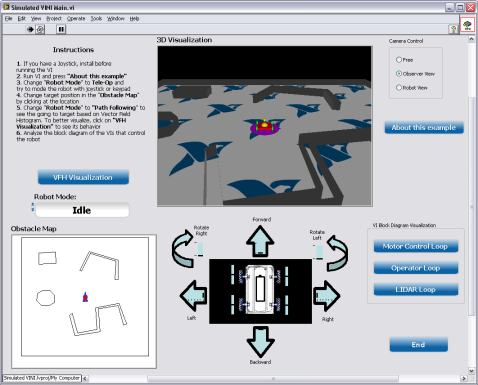 Simulated VINI Main.vi
File Edit View Project Operate Tools Window Help
Instructions
1. If you have a Joystick, install before
running the VI
2. Run VI and press "About this example"
3. Change "Robot Mode" to Tele-Op and
try to mode the robot with joystick or keypad
4. Change target position in the "Obstacle Map"
by clicking at the location
5. Change "Robot Mode" to "Path Following" to
see the going to target based on Vector Field
Histogram. To better visualize, click on "VFH
Visualization" to see its behavior
6. Analyze the block diagram of the VIs that control
the robot
VFH Visualization
Robot Mode:
Idle
3D Visualization
Camera Control
Free
Observer View
Robot View
About this example
Obstacle Map
Forward
Rotate
Right
Rotate
Left
Left
Right
Backward
VI Block Diagram Visualization
Motor Control Loop
Operator Loop
LIDAR Loop
End
Simulated VINI.lvproj/My Computer